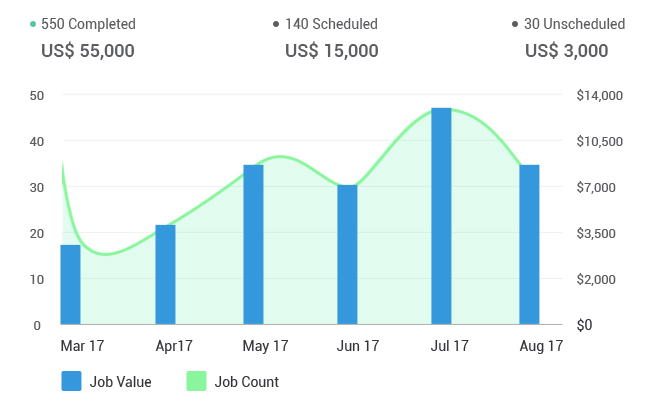 550 Completed 140 Scheduled 30 Unscheduled
US$ 55,000 US$ 15,000 US$ 3,000
50 $14,000
40 $10,500
30 $7,000
20 $3,500
10 $2,000
0 $0
Mar 17 Apr17 May 17 Jun 17 Jul 17 Aug 17
Job Value Job Count